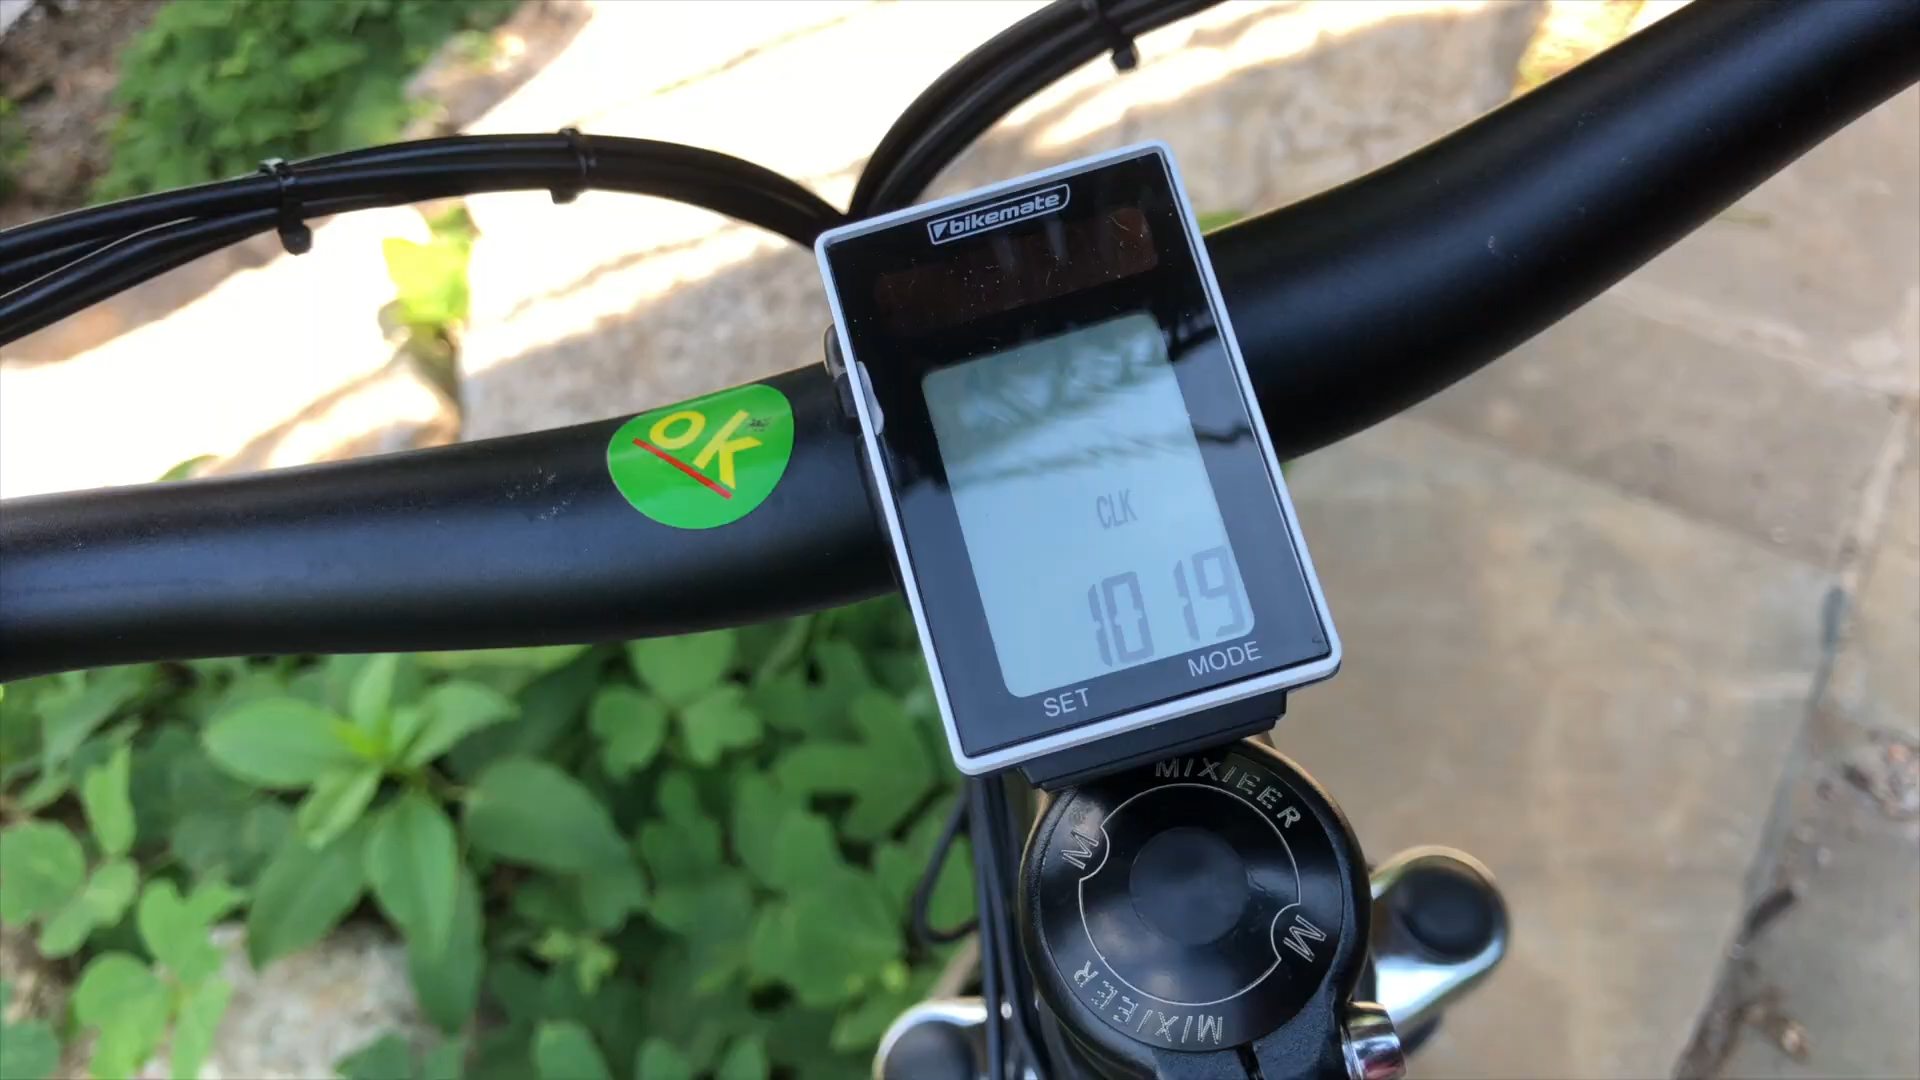 bikemate
ok
CLK
10 19
SET
MODE
MIXIEER
M
M
MIXIEER